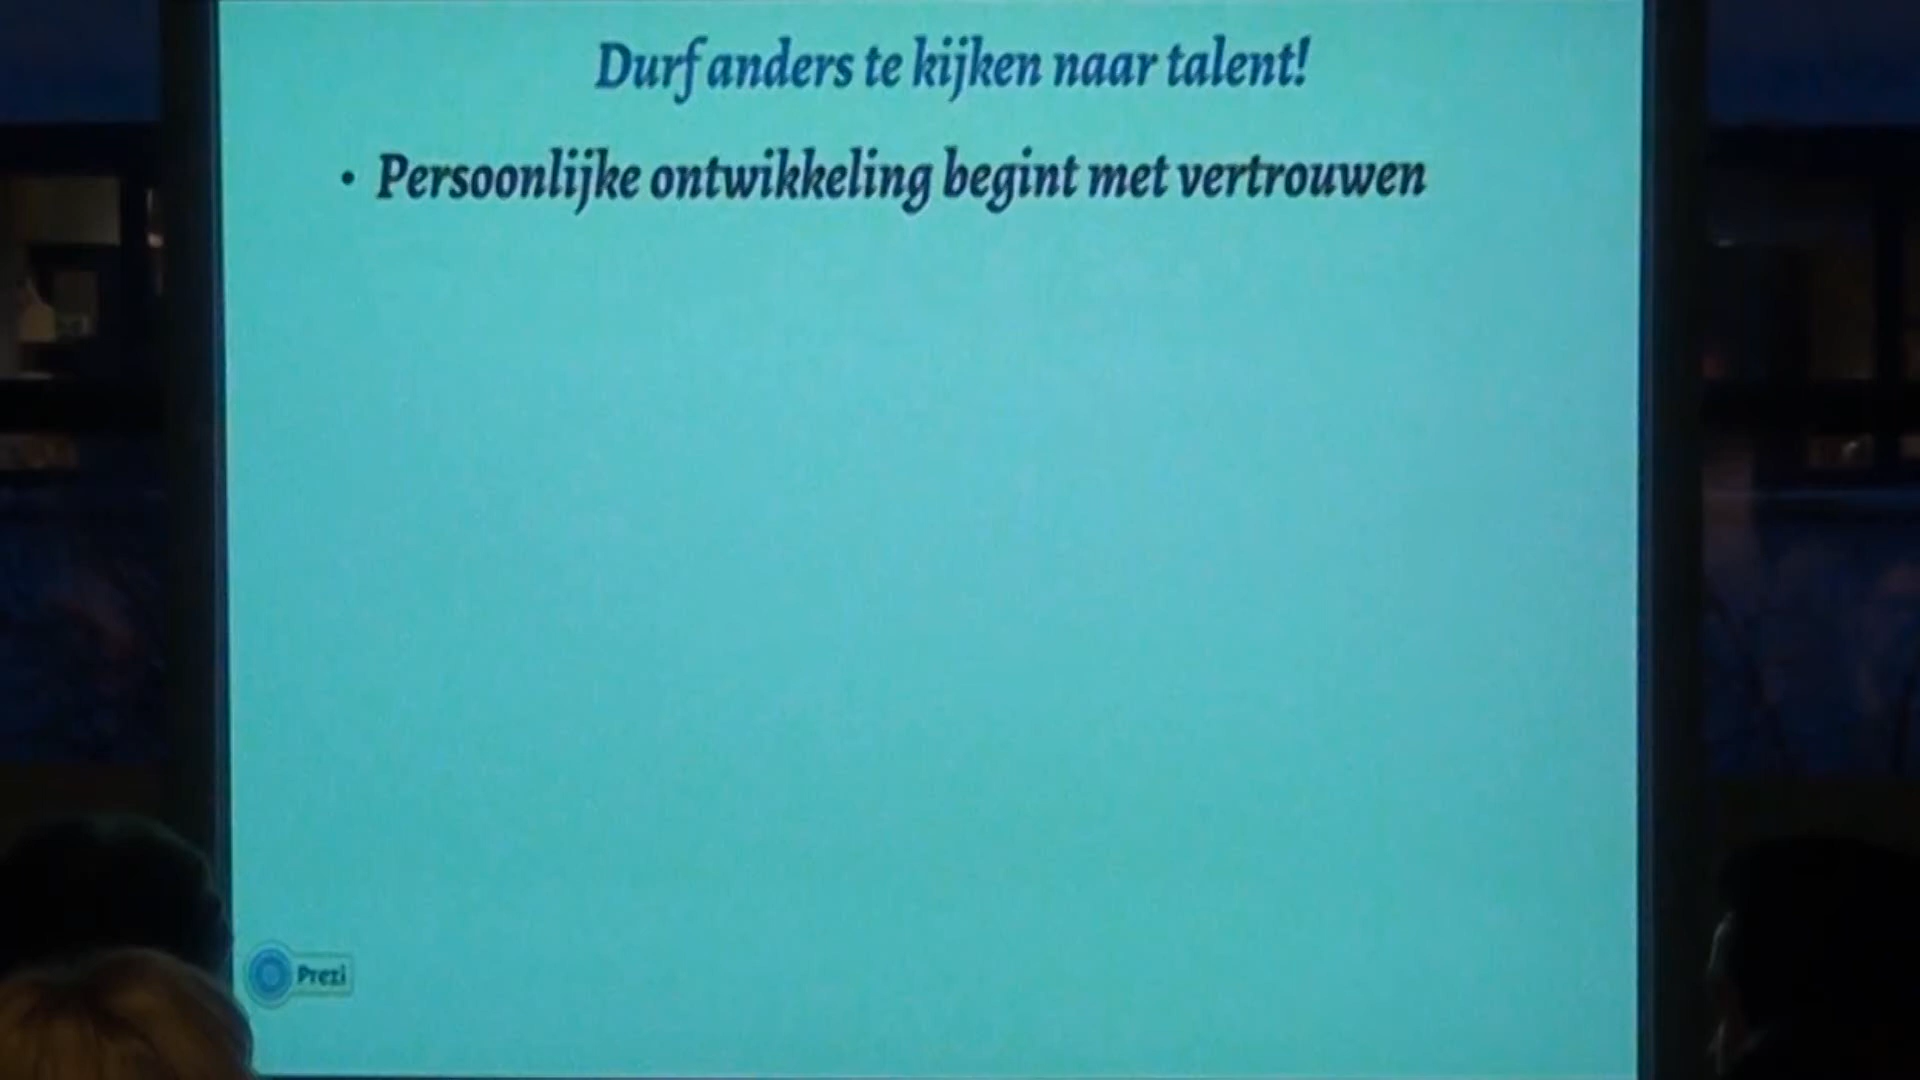 Durf anders te kijken naar talent!
• Persoonlijke ontwikkeling begint met vertrouwen
Prezi